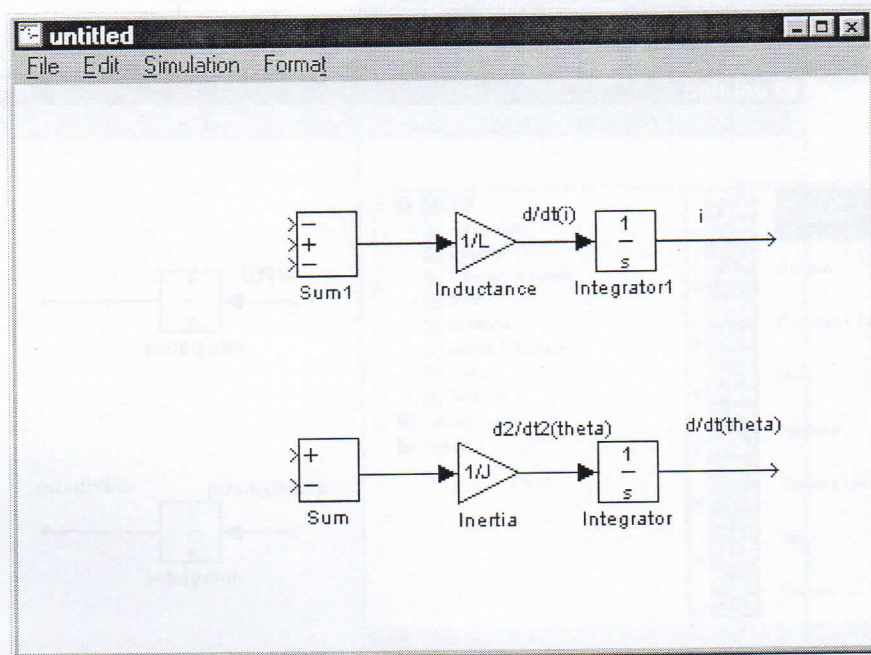 untitled
File Edit Simulation Format
−
+
−
Sum1
1/L
Inductance
d/dt(i)
1
s
Integrator1
i
+
−
Sum
1/J
Inertia
d2/dt2(theta)
1
s
Integrator
d/dt(theta)